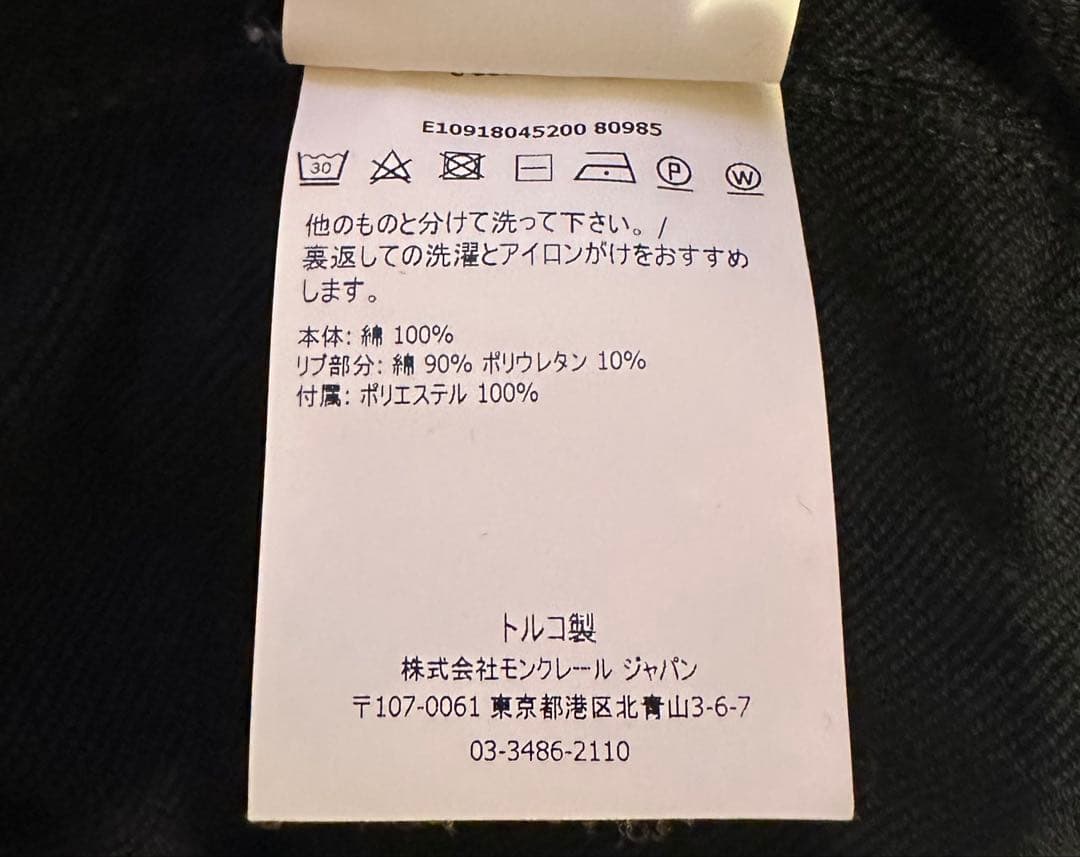 E10918045200 80985
30
P
W
他のものと分けて洗って下さい。/
裏返しての洗濯とアイロンがけをおすすめ
します。
本体: 綿 100%
リブ部分: 綿 90% ポリウレタン 10%
付属: ポリエステル 100%
トルコ製
株式会社モンクレール ジャパン
〒107-0061 東京都港区北青山3-6-7
03-3486-2110